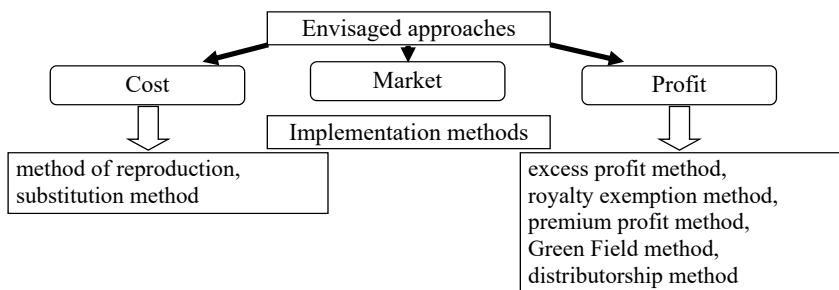 Envisaged approaches
Cost
Market
Profit
Implementation methods
method of reproduction,
substitution method
excess profit method,
royalty exemption method,
premium profit method,
Green Field method,
distributorship method